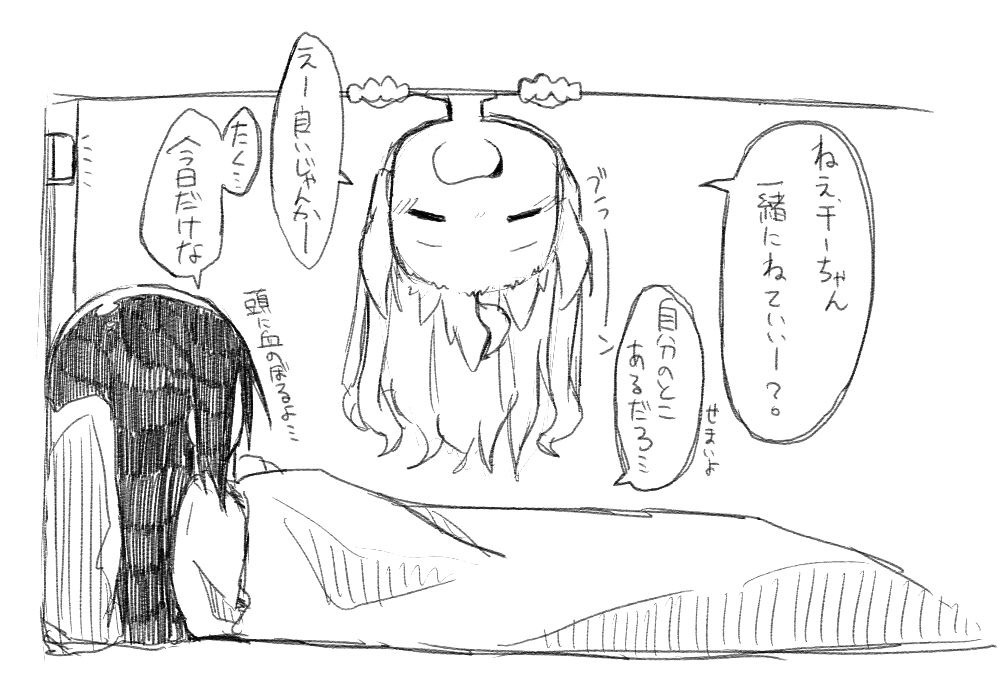 ねえ、チーちゃん
一緒にねていいー?。
自分のとこ
あるだろ…
せまいよ
ブラーーン
えー良いじゃんかー
たく…
今日だけな
頭に血の昇るよ…